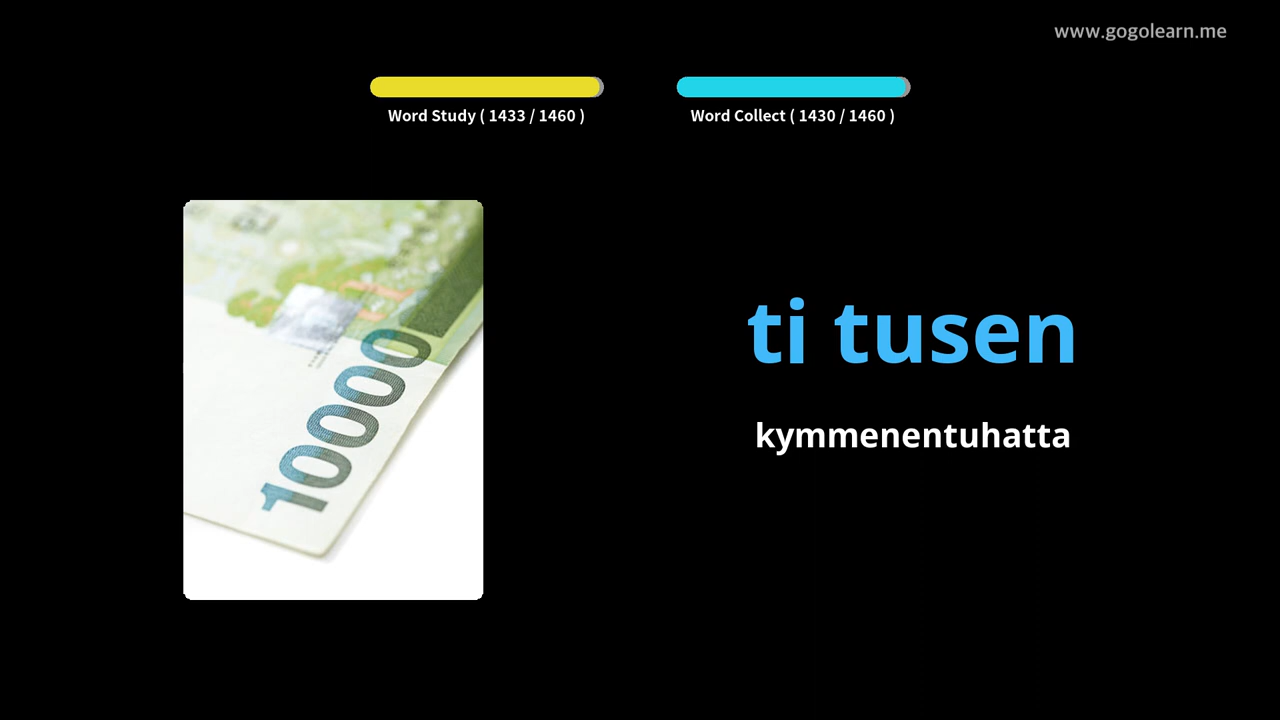 www.gogolearn.me
Word Study ( 1433 / 1460 )
Word Collect ( 1430 / 1460 )
10000
ti tusen
kymmenentuhatta